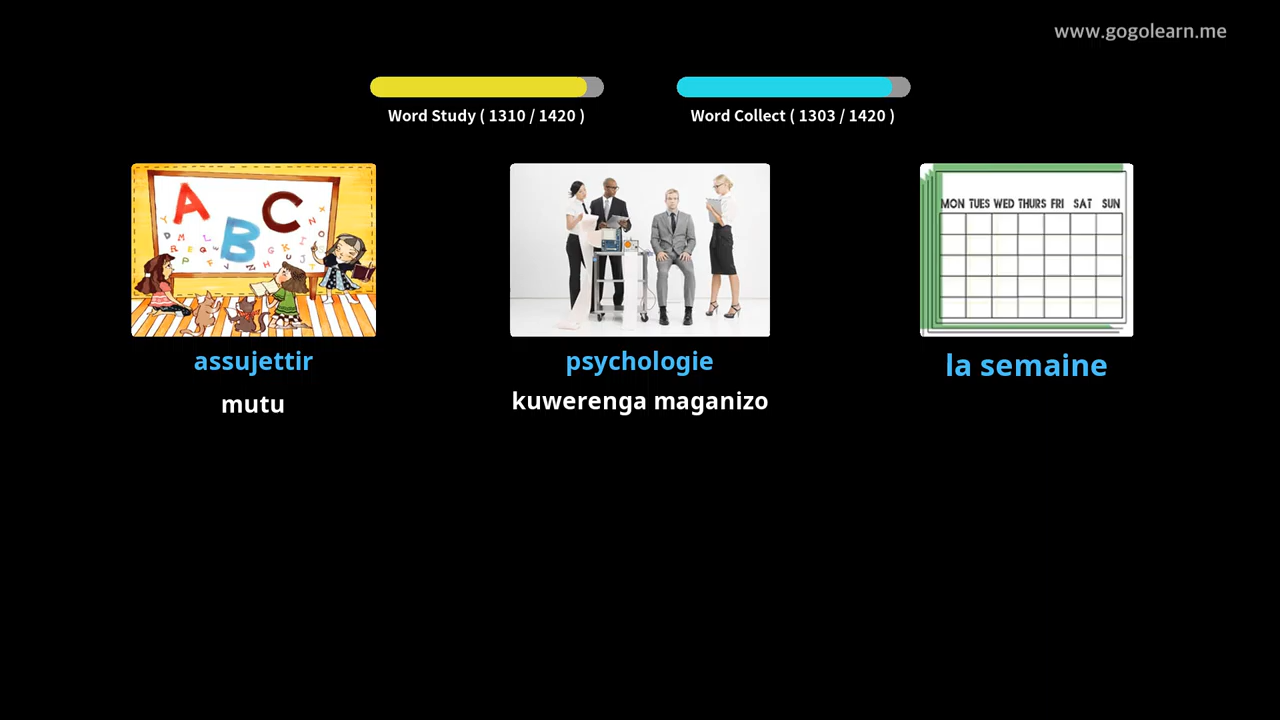 www.gogolearn.me
Word Study ( 1310 / 1420 )
Word Collect ( 1303 / 1420 )
A B C
MON TUES WED THURS FRI SAT SUN
assujettir
psychologie
la semaine
mutu
kuwerenga maganizo